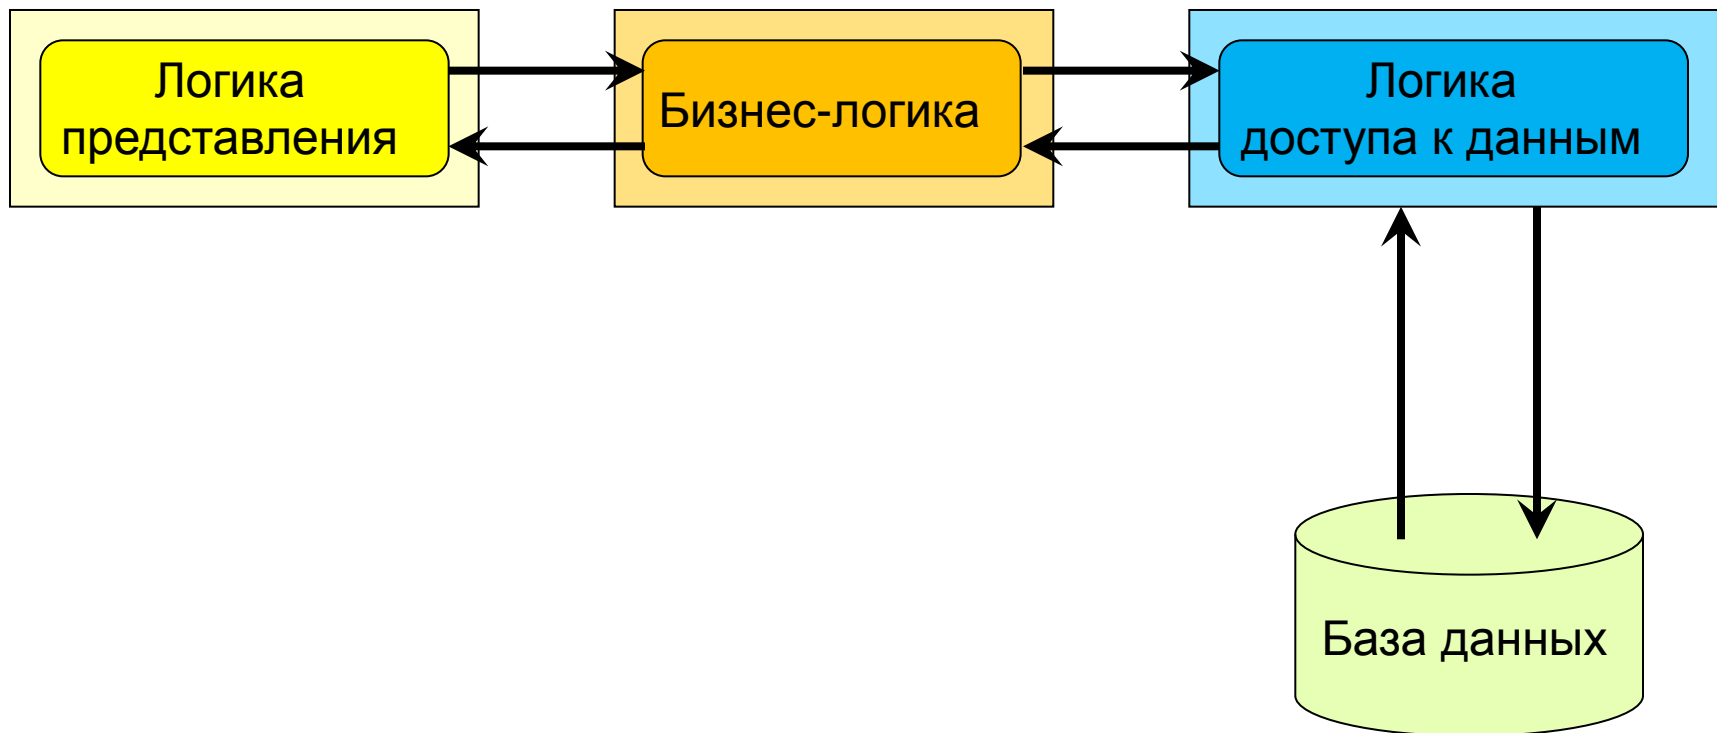 Логика
представления
Бизнес-логика
Логика
доступа к данным
База данных